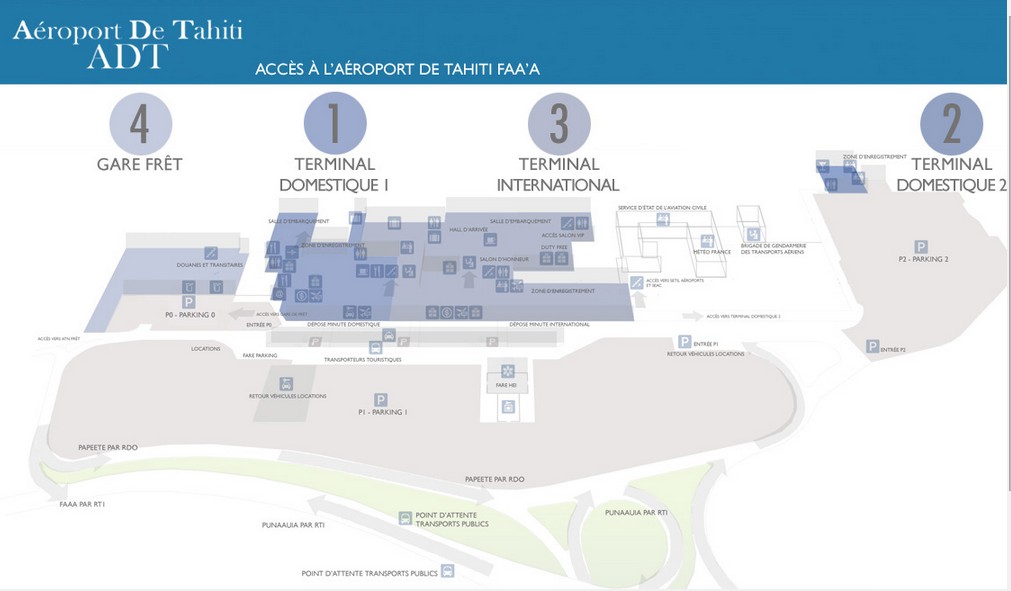 Aéroport De Tahiti
ADT
ACCÈS À L'AÉROPORT DE TAHITI FAA'A
4
GARE FRÊT
1
TERMINAL
DOMESTIQUE 1
3
TERMINAL
INTERNATIONAL
2
TERMINAL
DOMESTIQUE 2
ZONE D'ENREGISTREMENT
SERVICE D'ÉTAT DE L'AVIATION CIVILE
SALLE D'EMBARQUEMENT
SALLE D'EMBARQUEMENT
HALL D'ARRIVÉE
ACCÈS SALON VIP
MÉTÉO FRANCE
BRIGADE DE GENDARMERIE
DES TRANSPORTS AÉRIENS
ZONE D'ENREGISTREMENT
DUTY FREE
SALON D'HONNEUR
DOUANES ET TRANSITAIRES
P
P2 - PARKING 2
ACCÈS VERS SETIL AÉROPORTS
ET SEAC
ZONE D'ENREGISTREMENT
P
P0 - PARKING 0
ACCÈS VERS GARE DE FRÊT
ENTRÉE P0
DÉPOSE MINUTE DOMESTIQUE
DÉPOSE MINUTE INTERNATIONAL
ACCÈS VERS TERMINAL DOMESTIQUE 2
P
P
P
ACCÈS VERS ATN FRÊT
LOCATIONS
FARE PARKING
TRANSPORTEURS TOURISTIQUES
P
ENTRÉE P1
RETOUR VÉHICULES LOCATIONS
P
ENTRÉE P2
FARE HEI
RETOUR VÉHICULES LOCATIONS
P
P1 - PARKING 1
PAPEETE PAR RDO
PAPEETE PAR RDO
FAAA PAR RT1
PUNAAUIA PAR RTI
POINT D'ATTENTE
TRANSPORTS PUBLICS
PUNAAUIA PAR RTI
POINT D'ATTENTE TRANSPORTS PUBLICS